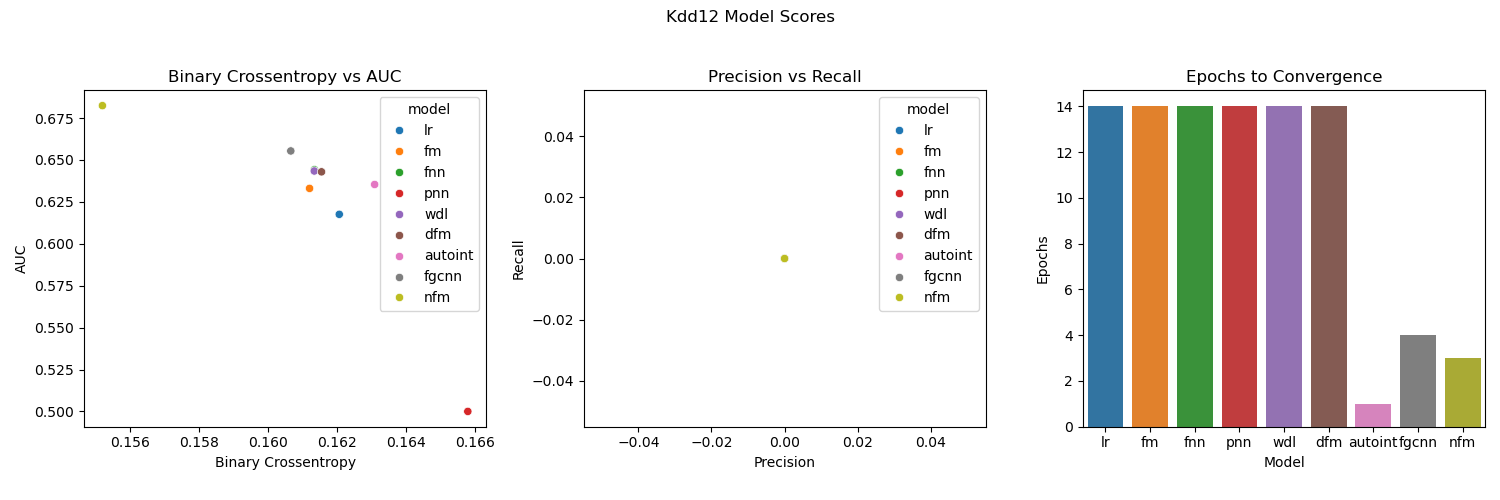 Kdd12 Model Scores
Binary Crossentropy vs AUC
AUC
0.675
0.650
0.625
0.600
0.575
0.550
0.525
0.500
model
lr
fm
fnn
pnn
wdl
dfm
autoint
fgcnn
nfm
0.156 0.158 0.160 0.162 0.164 0.166
Binary Crossentropy
Precision vs Recall
Recall
0.04
0.02
0.00
−0.02
−0.04
model
lr
fm
fnn
pnn
wdl
dfm
autoint
fgcnn
nfm
−0.04 −0.02 0.00 0.02 0.04
Precision
Epochs to Convergence
Epochs
14
12
10
8
6
4
2
0
lr fm fnn pnn wdl dfm autoint fgcnn nfm
Model